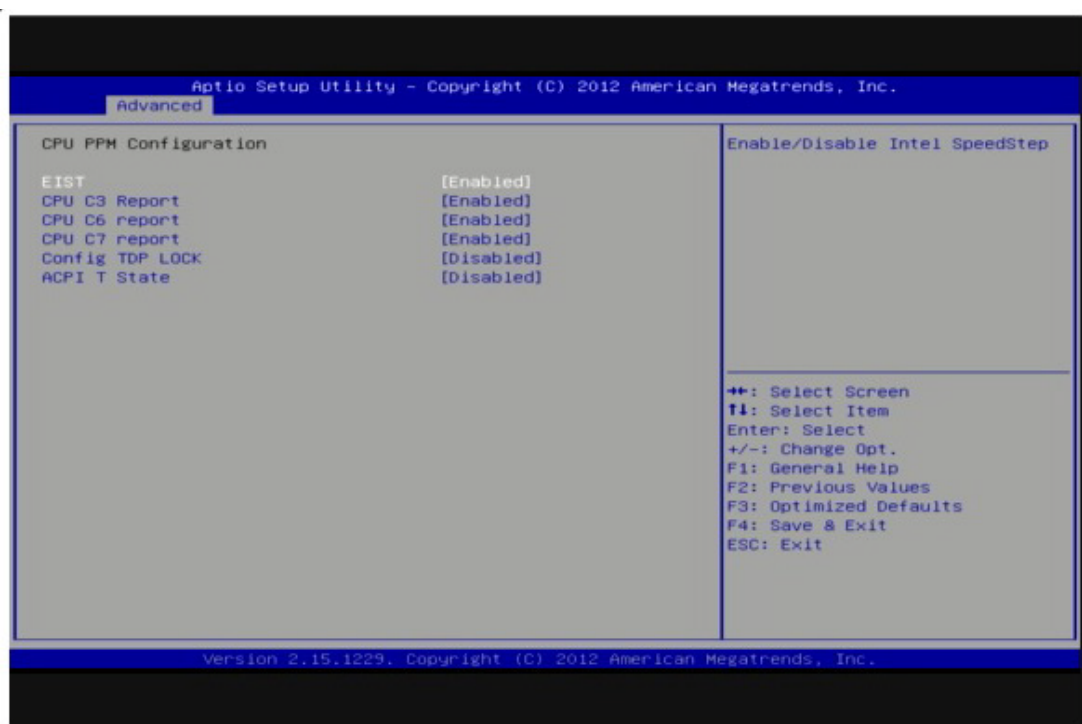 Aptio Setup Utility - Copyright (C) 2012 American Megatrends, Inc.
Advanced
CPU PPM Configuration
EIST [Enabled]
CPU C3 Report [Enabled]
CPU C6 report [Enabled]
CPU C7 report [Enabled]
Config TDP LOCK [Disabled]
ACPI T State [Disabled]
Enable/Disable Intel SpeedStep
→←: Select Screen
↑↓: Select Item
Enter: Select
+/-: Change Opt.
F1: General Help
F2: Previous Values
F3: Optimized Defaults
F4: Save & Exit
ESC: Exit
Version 2.15.1229. Copyright (C) 2012 American Megatrends, Inc.